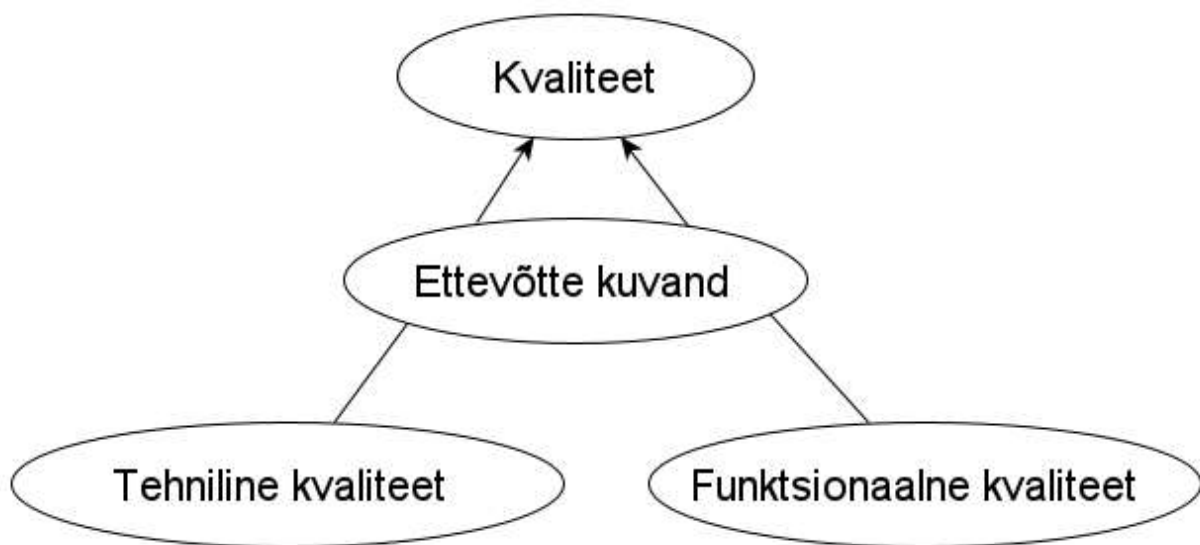 Kvaliteet
Ettevõtte kuvand
Tehniline kvaliteet
Funktsionaalne kvaliteet